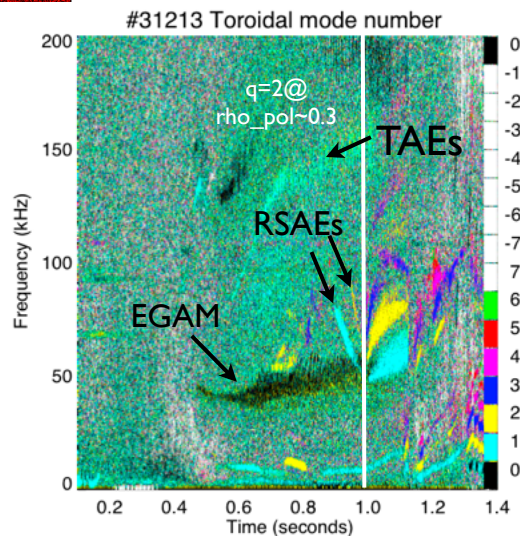 #31213 Toroidal mode number
200
150
100
50
0
Frequency (kHz)
q=2@
rho_pol~0.3
TAEs
RSAEs
EGAM
0
-1
-1
-2
-3
-4
-5
-7
-7
6
5
4
3
2
1
0
0.2 0.4 0.6 0.8 1.0 1.2 1.4
Time (seconds)